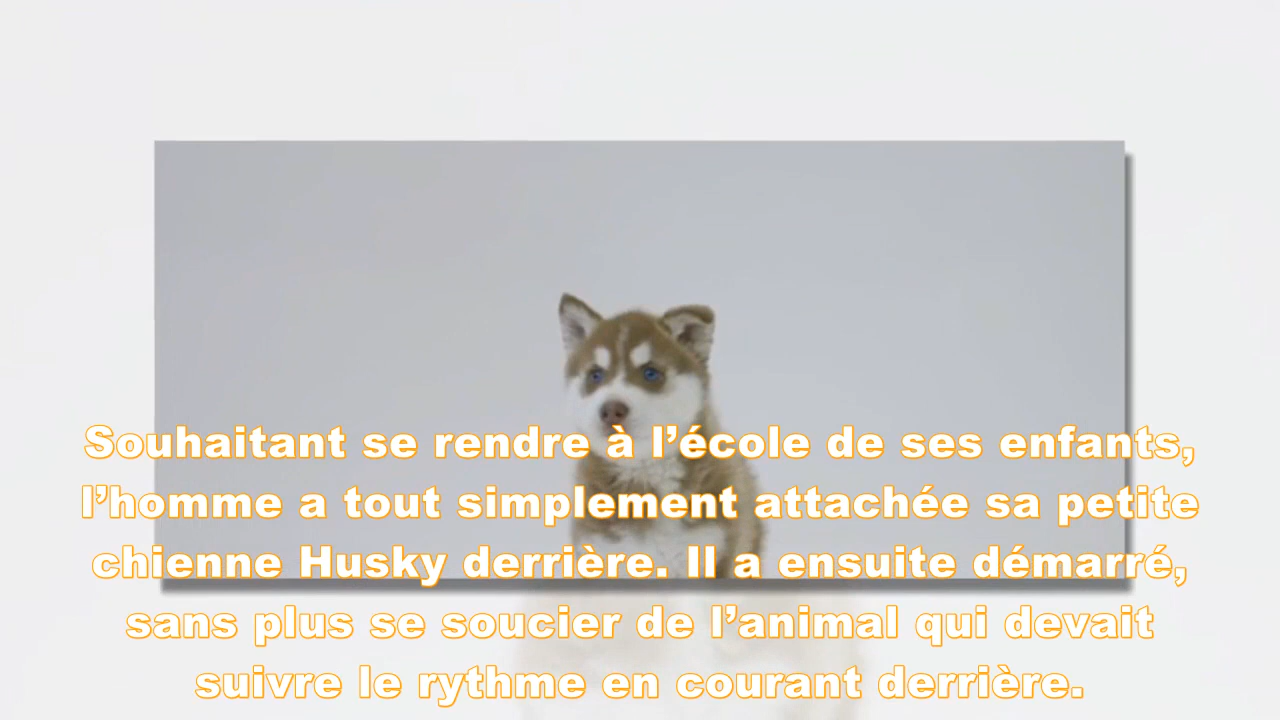 Souhaitant se rendre à l’école de ses enfants,
l’homme a tout simplement attachée sa petite
chienne Husky derrière. Il a ensuite démarré,
sans plus se soucier de l’animal qui devait
suivre le rythme en courant derrière.